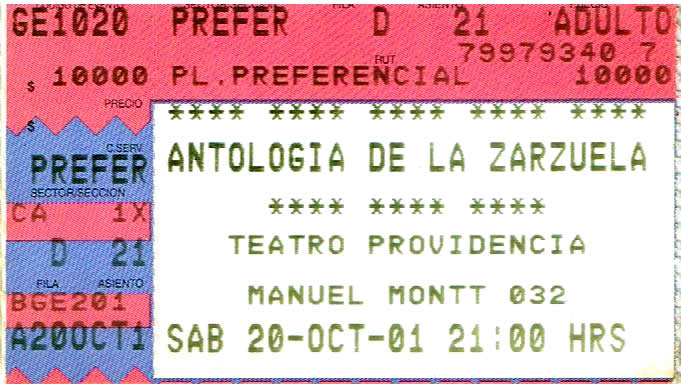 GE1020 PREFER D 21 ADULTO
RUT
79979340 7
$ 10000 PL.PREFERENCIAL 10000
PRECIO
$
**** **** **** **** ****
C.SERV.
PREFER
ANTOLOGIA DE LA ZARZUELA
SECTOR/SECCION
CA 1X
**** **** ****
D 21
TEATRO PROVIDENCIA
FILA ASIENTO
BGE201
MANUEL MONTT 032
A20OCT1
SAB 20-OCT-01 21:00 HRS